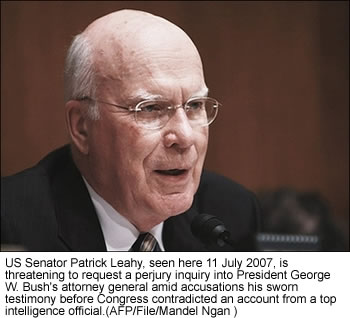 US Senator Patrick Leahy, seen here 11 July 2007, is
threatening to request a perjury inquiry into President George
W. Bush's attorney general amid accusations his sworn
testimony before Congress contradicted an account from a top
intelligence official.(AFP/File/Mandel Ngan )